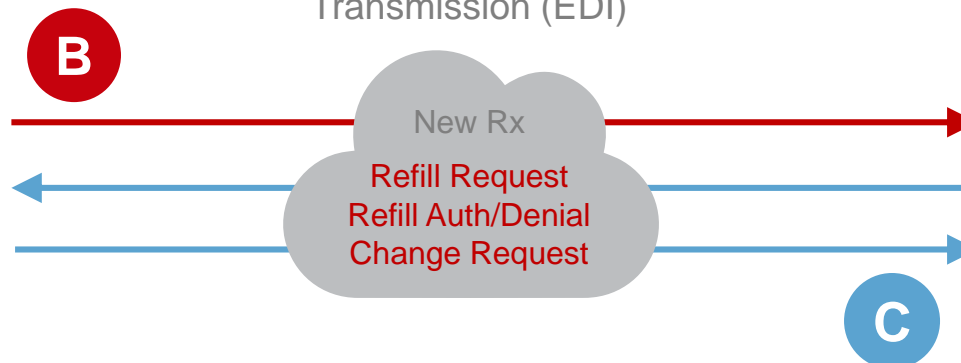 Transmission (EDI)
B
New Rx
Refill Request
Refill Auth/Denial
Change Request
C